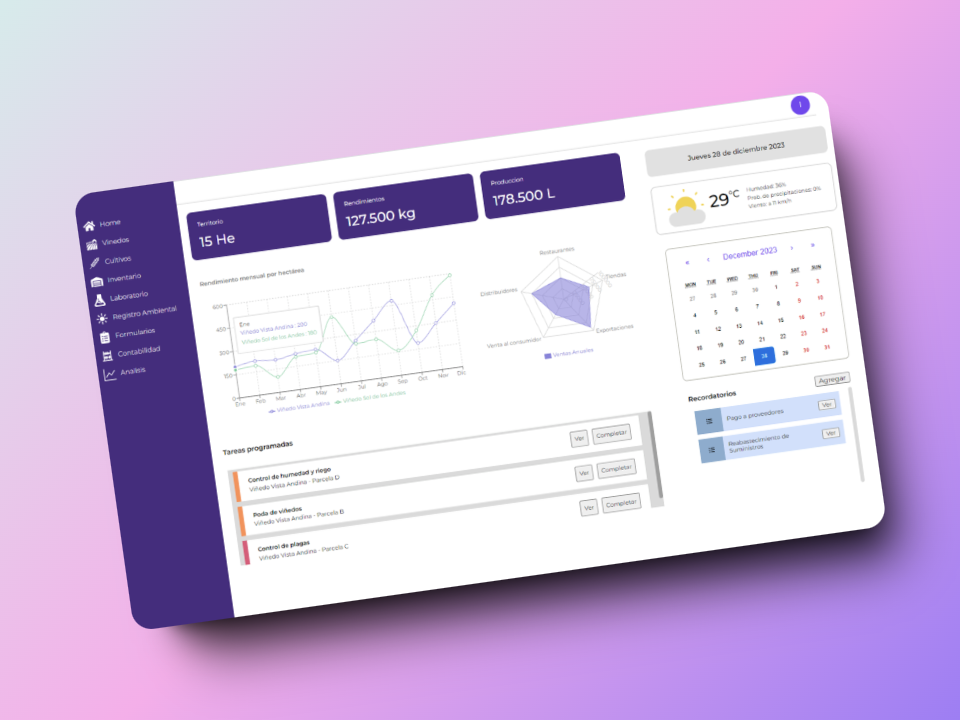 I
Home
Vinedos
Cultivos
Inventario
Laboratorio
Registro Ambiental
Formularios
Contabilidad
Analisis
Territorio
15 He
Rendimientos
127.500 kg
Produccion
178.500 L
Jueves 28 de diciembre 2023
29°C
Humedad: 36%
Prob. de precipitaciones: 0%
Viento: a 11 km/h
Rendimiento mensual por hectárea
600
450
300
150
0
Ene
Viñedo Vista Andina : 200
Viñedo Sol de los Andes : 180
Ene Feb Mar Abr May Jun Jul Ago Sep Oct Nov Dic
Viñedo Vista Andina Viñedo Sol de los Andes
Restaurantes
Tiendas
Exportaciones
Venta al consumidor
Distribuidores
Ventas Anuales
« ‹ December 2023 › »
MON TUE WED THU FRI SAT SUN
27 28 29 30 1 2 3
4 5 6 7 8 9 10
11 12 13 14 15 16 17
18 19 20 21 22 23 24
25 26 27 28 29 30 31
Recordatorios
Agregar
Pago a proveedores
Ver
Reabastecimiento de
Suministros
Ver
Tareas programadas
Control de humedad y riego
Viñedo Vista Andina - Parcela D
Ver Completar
Poda de viñedos
Viñedo Vista Andina - Parcela B
Ver Completar
Control de plagas
Viñedo Vista Andina - Parcela C
Ver Completar